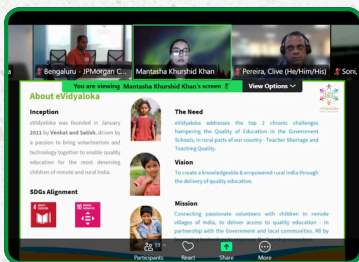 Bengaluru - JPMorgan C...
Mantasha Khurshid Khan
Pereira, Clive (He/Him/His)
Soni,
You are viewing Mantasha Khurshid Khan's screen
View Options
About eVidyaloka
Inception
eVidyaloka was founded in January
2011 by Venkat and Satish, driven by
a passion to bring volunteerism and
technology together to enable quality
education for the most deserving
children of remote and rural India.
SDGs Alignment
4
10
The Need
eVidyaloka addresses the top 2 chronic challenges
hampering the Quality of Education in the Government
Schools, in rural parts of our country - Teacher Shortage and
Teaching Quality.
Vision
To create a knowledgable & empowered rural India through
the delivery of quality education.
Mission
Connecting passionate volunteers with children in remote
villages of India, to deliver access to quality education - in
partnership with the Government and local communities. All by
Participants
React
Share
More